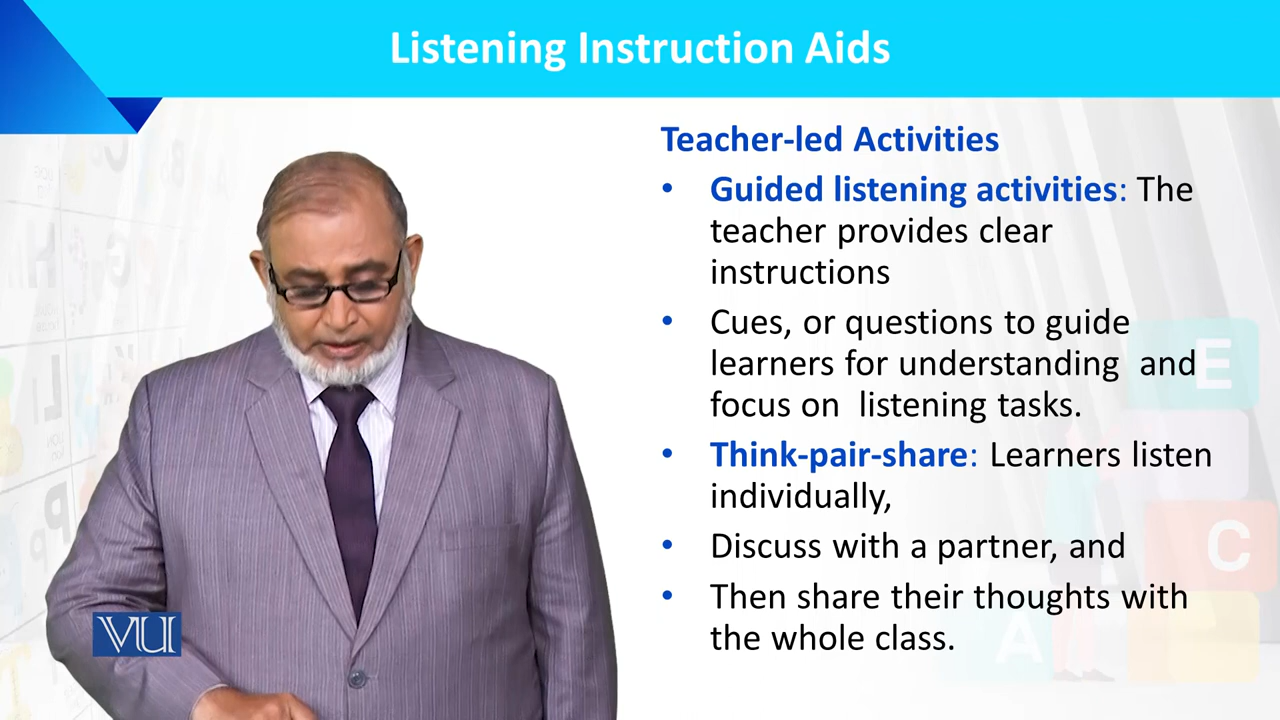 Listening Instruction Aids
Teacher-led Activities
• Guided listening activities: The
teacher provides clear
instructions
• Cues, or questions to guide
learners for understanding  and
focus on  listening tasks.
• Think-pair-share: Learners listen
individually,
• Discuss with a partner, and
• Then share their thoughts with
the whole class.
VU
E
C
A